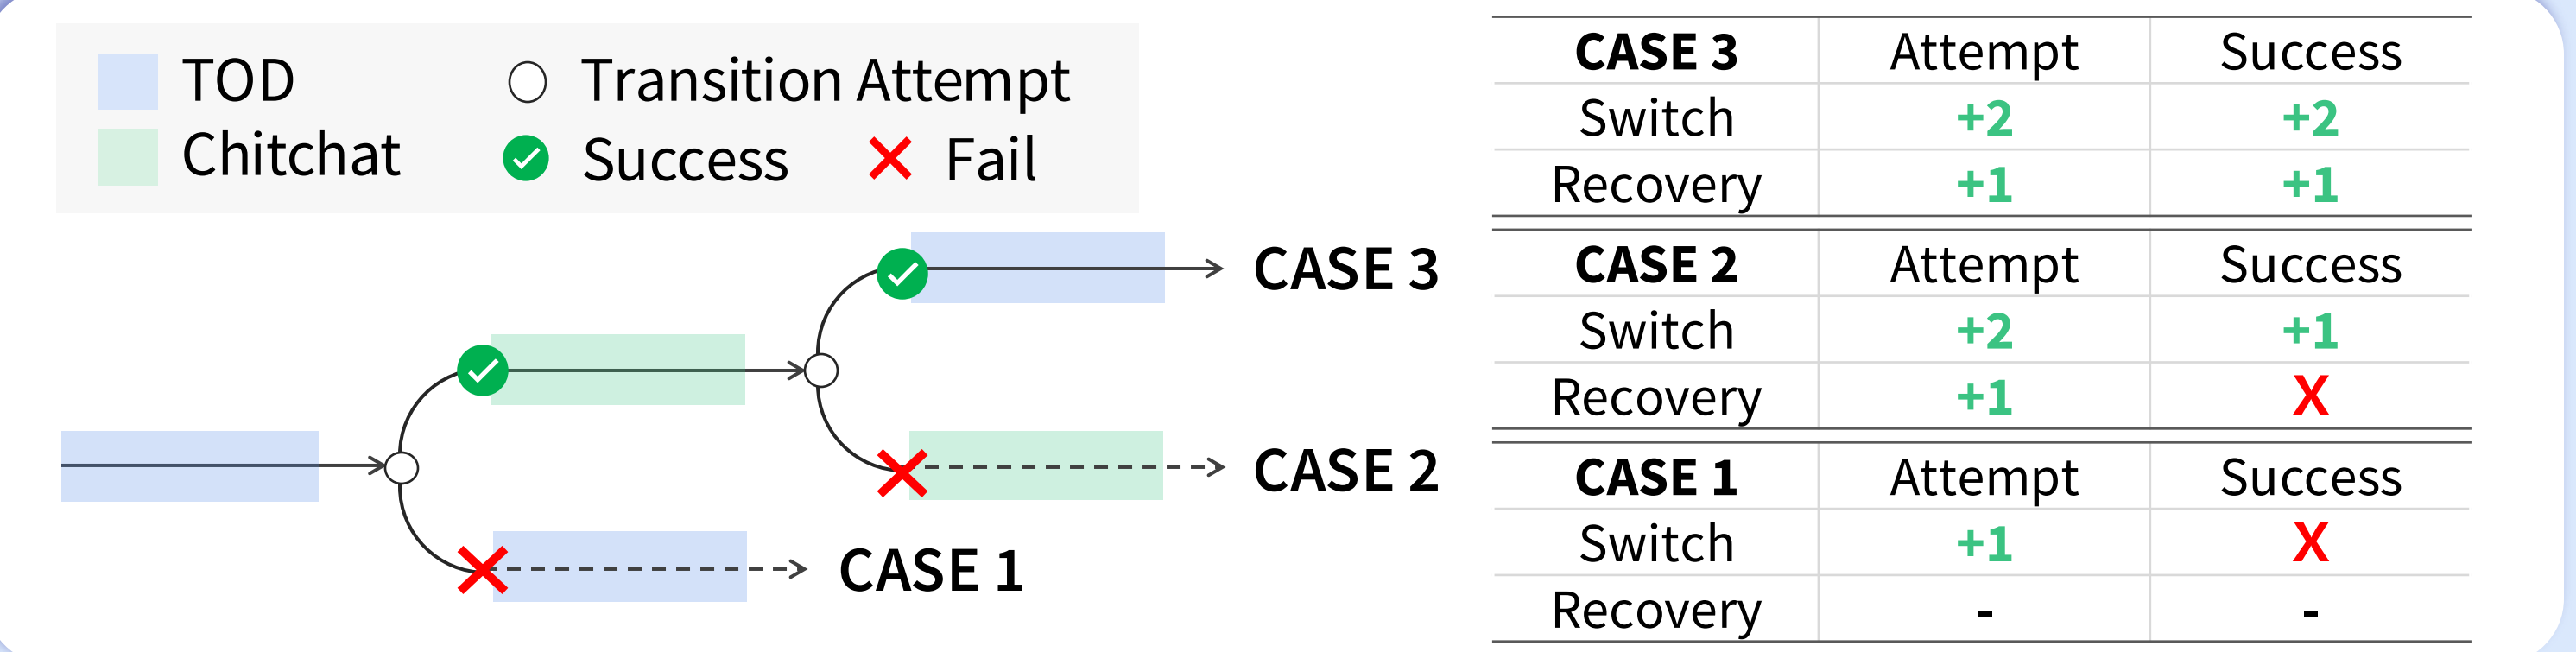 TOD
Transition Attempt
Chitchat
Success
Fail
CASE 3
CASE 2
CASE 1
CASE 3 Attempt Success
Switch +2 +2
Recovery +1 +1
CASE 2 Attempt Success
Switch +2 +1
Recovery +1 X
CASE 1 Attempt Success
Switch +1 X
Recovery - -